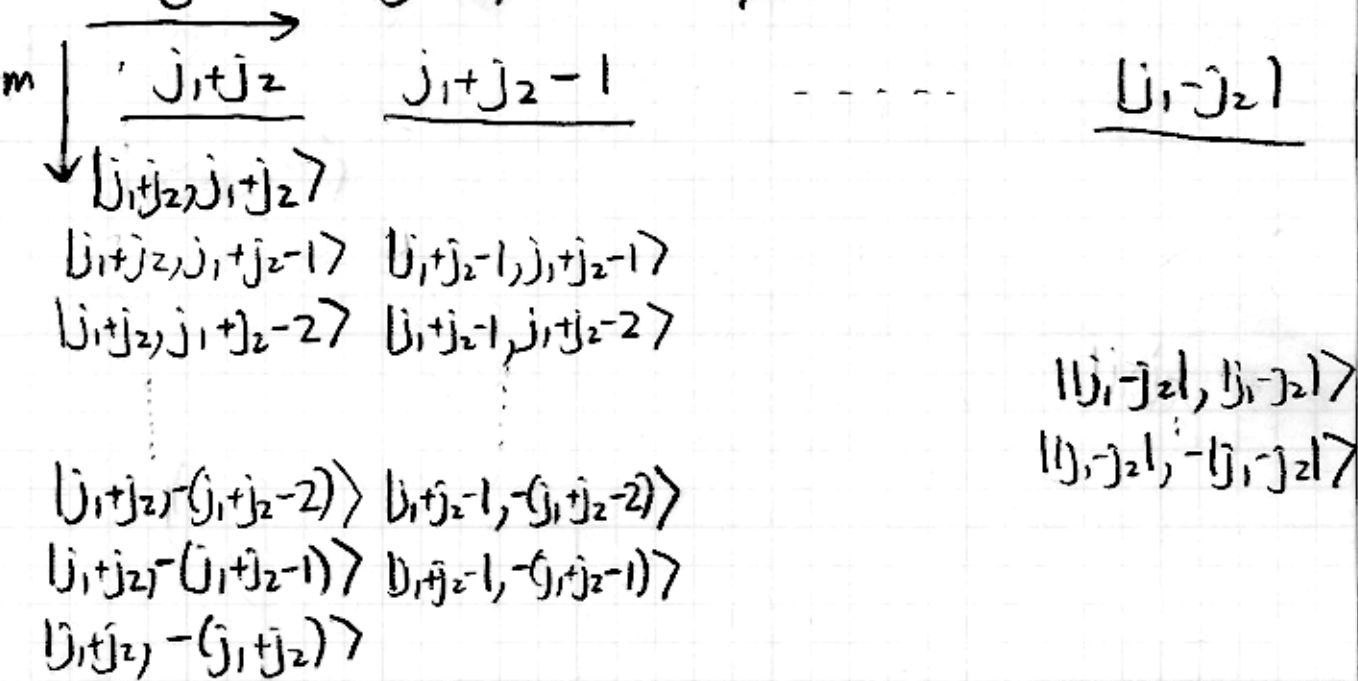 m j₁+j₂ j₁+j₂-1 - - - - - |j₁-j₂|
|j₁+j₂, j₁+j₂⟩
|j₁+j₂, j₁+j₂-1⟩ |j₁+j₂-1, j₁+j₂-1⟩
|j₁+j₂, j₁+j₂-2⟩ |j₁+j₂-1, j₁+j₂-2⟩
||j₁-j₂|, |j₁-j₂|⟩
||j₁-j₂|, -|j₁-j₂|⟩
|j₁+j₂, -(j₁+j₂-2)⟩ |j₁+j₂-1, -(j₁+j₂-2)⟩
|j₁+j₂, -(j₁+j₂-1)⟩ |j₁+j₂-1, -(j₁+j₂-1)⟩
|j₁+j₂, -(j₁+j₂)⟩